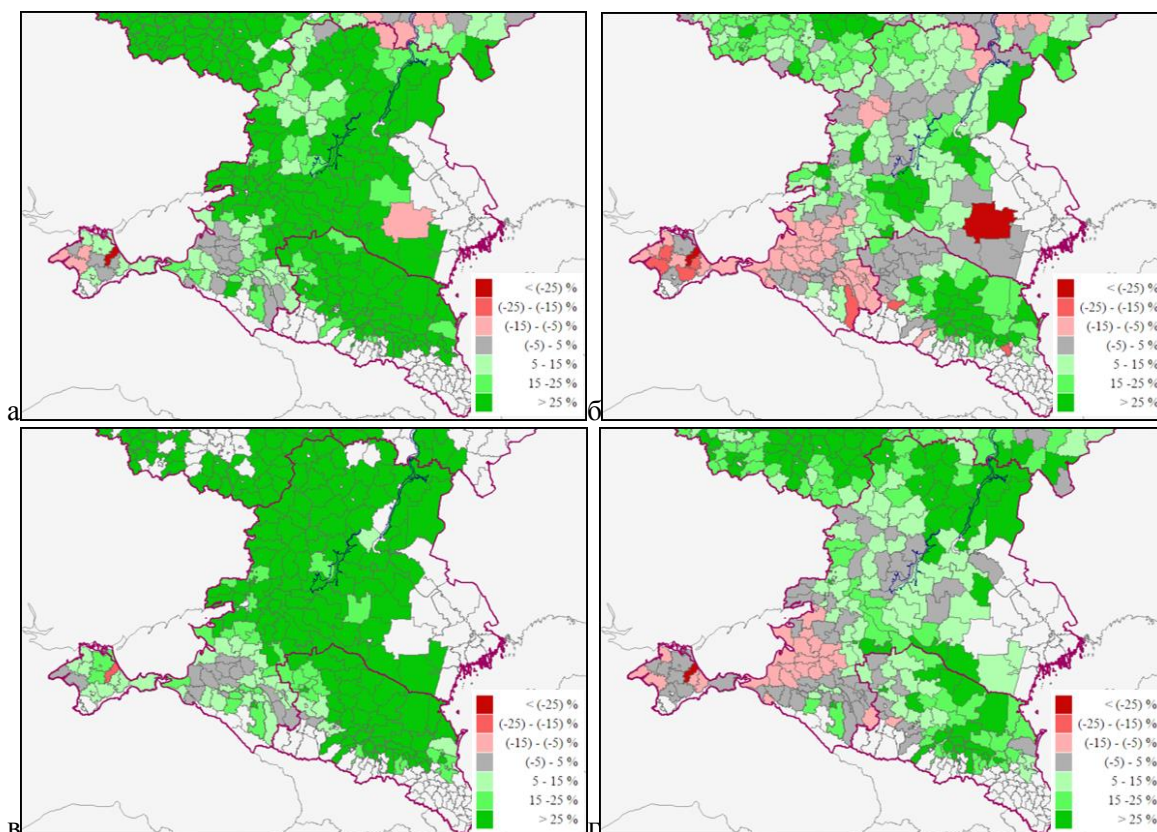 < (-25) %
(-25) - (-15) %
(-15) - (-5) %
(-5) - 5 %
5 - 15 %
15 -25 %
> 25 %
а
< (-25) %
(-25) - (-15) %
(-15) - (-5) %
(-5) - 5 %
5 - 15 %
15 -25 %
> 25 %
б
< (-25) %
(-25) - (-15) %
(-15) - (-5) %
(-5) - 5 %
5 - 15 %
15 -25 %
> 25 %
в
< (-25) %
(-25) - (-15) %
(-15) - (-5) %
(-5) - 5 %
5 - 15 %
15 -25 %
> 25 %
г